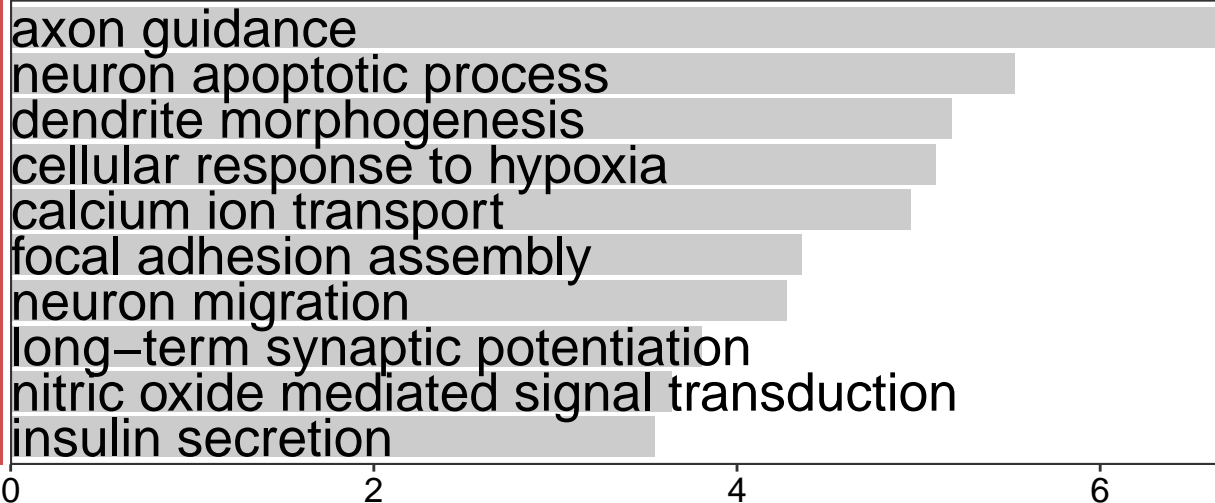 axon guidance
neuron apoptotic process
dendrite morphogenesis
cellular response to hypoxia
calcium ion transport
focal adhesion assembly
neuron migration
long−term synaptic potentiation
nitric oxide mediated signal transduction
insulin secretion
0 2 4 6